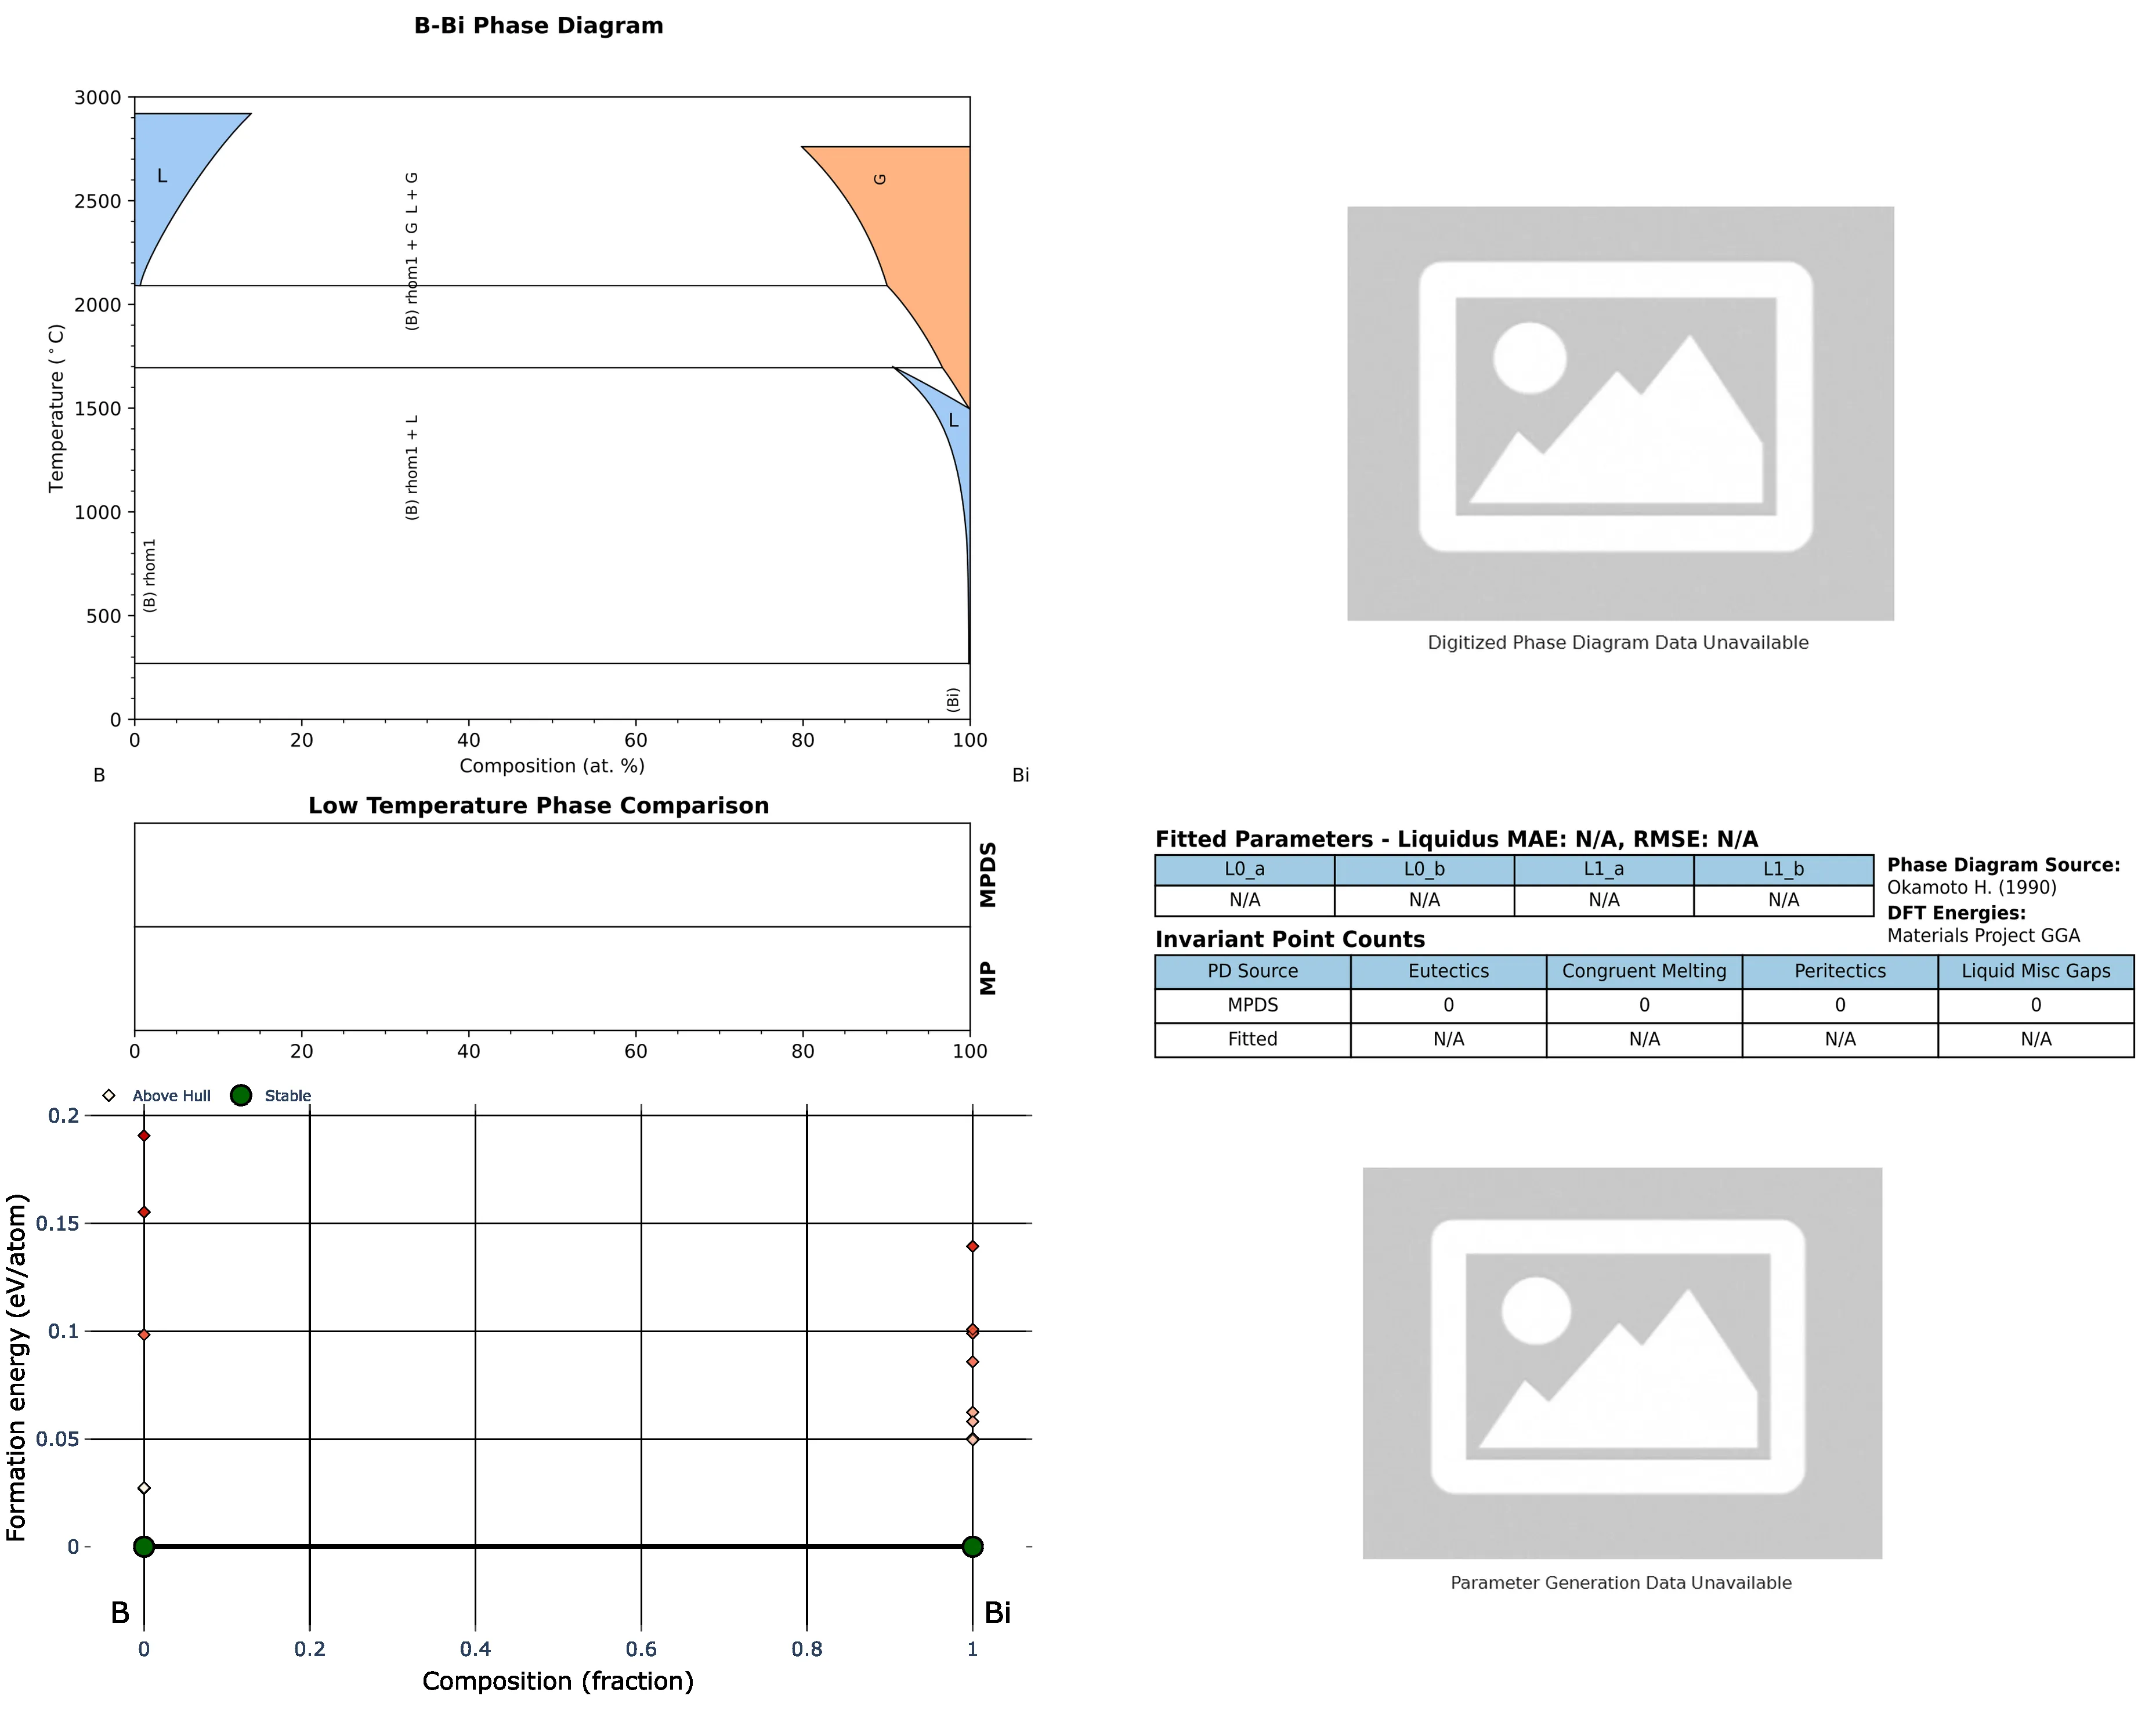 B-Bi Phase Diagram
3000
2500
2000
1500
1000
500
0
Temperature (°C)
L
G
L + G
(B) rhom1 + G
L
(B) rhom1 + L
(B) rhom1
(Bi)
0 20 40 60 80 100
Composition (at. %)
B Bi
Digitized Phase Diagram Data Unavailable
Low Temperature Phase Comparison
MPDS
MP
0 20 40 60 80 100
Fitted Parameters - Liquidus MAE: N/A, RMSE: N/A
L0_a L0_b L1_a L1_b
N/A N/A N/A N/A
Phase Diagram Source:
Okamoto H. (1990)
DFT Energies:
Materials Project GGA
Invariant Point Counts
PD Source Eutectics Congruent Melting Peritectics Liquid Misc Gaps
MPDS 0 0 0 0
Fitted N/A N/A N/A N/A
Above Hull Stable
0.2
0.15
0.1
0.05
0
Formation energy (eV/atom)
B Bi
0 0.2 0.4 0.6 0.8 1
Composition (fraction)
Parameter Generation Data Unavailable